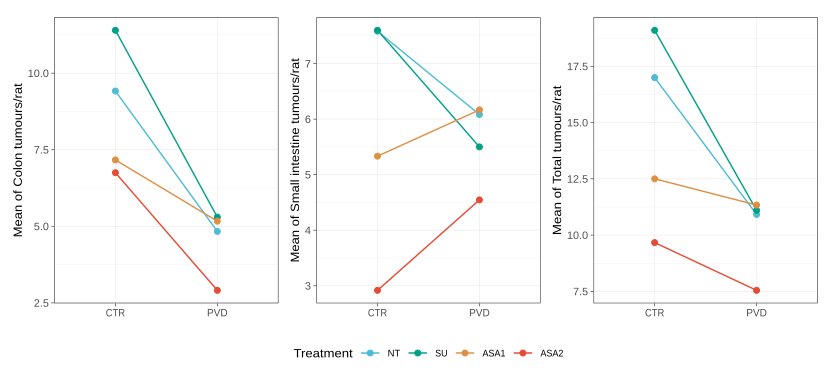 Mean of Colon tumours/rat
10.0
7.5
5.0
2.5
CTR PVD
Mean of Small intestine tumours/rat
7
6
5
4
3
CTR PVD
Mean of Total tumours/rat
17.5
15.0
12.5
10.0
7.5
CTR PVD
Treatment NT SU ASA1 ASA2